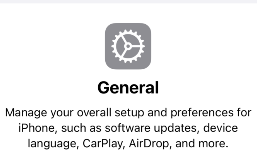 General
Manage your overall setup and preferences for
iPhone, such as software updates, device
language, CarPlay, AirDrop, and more.